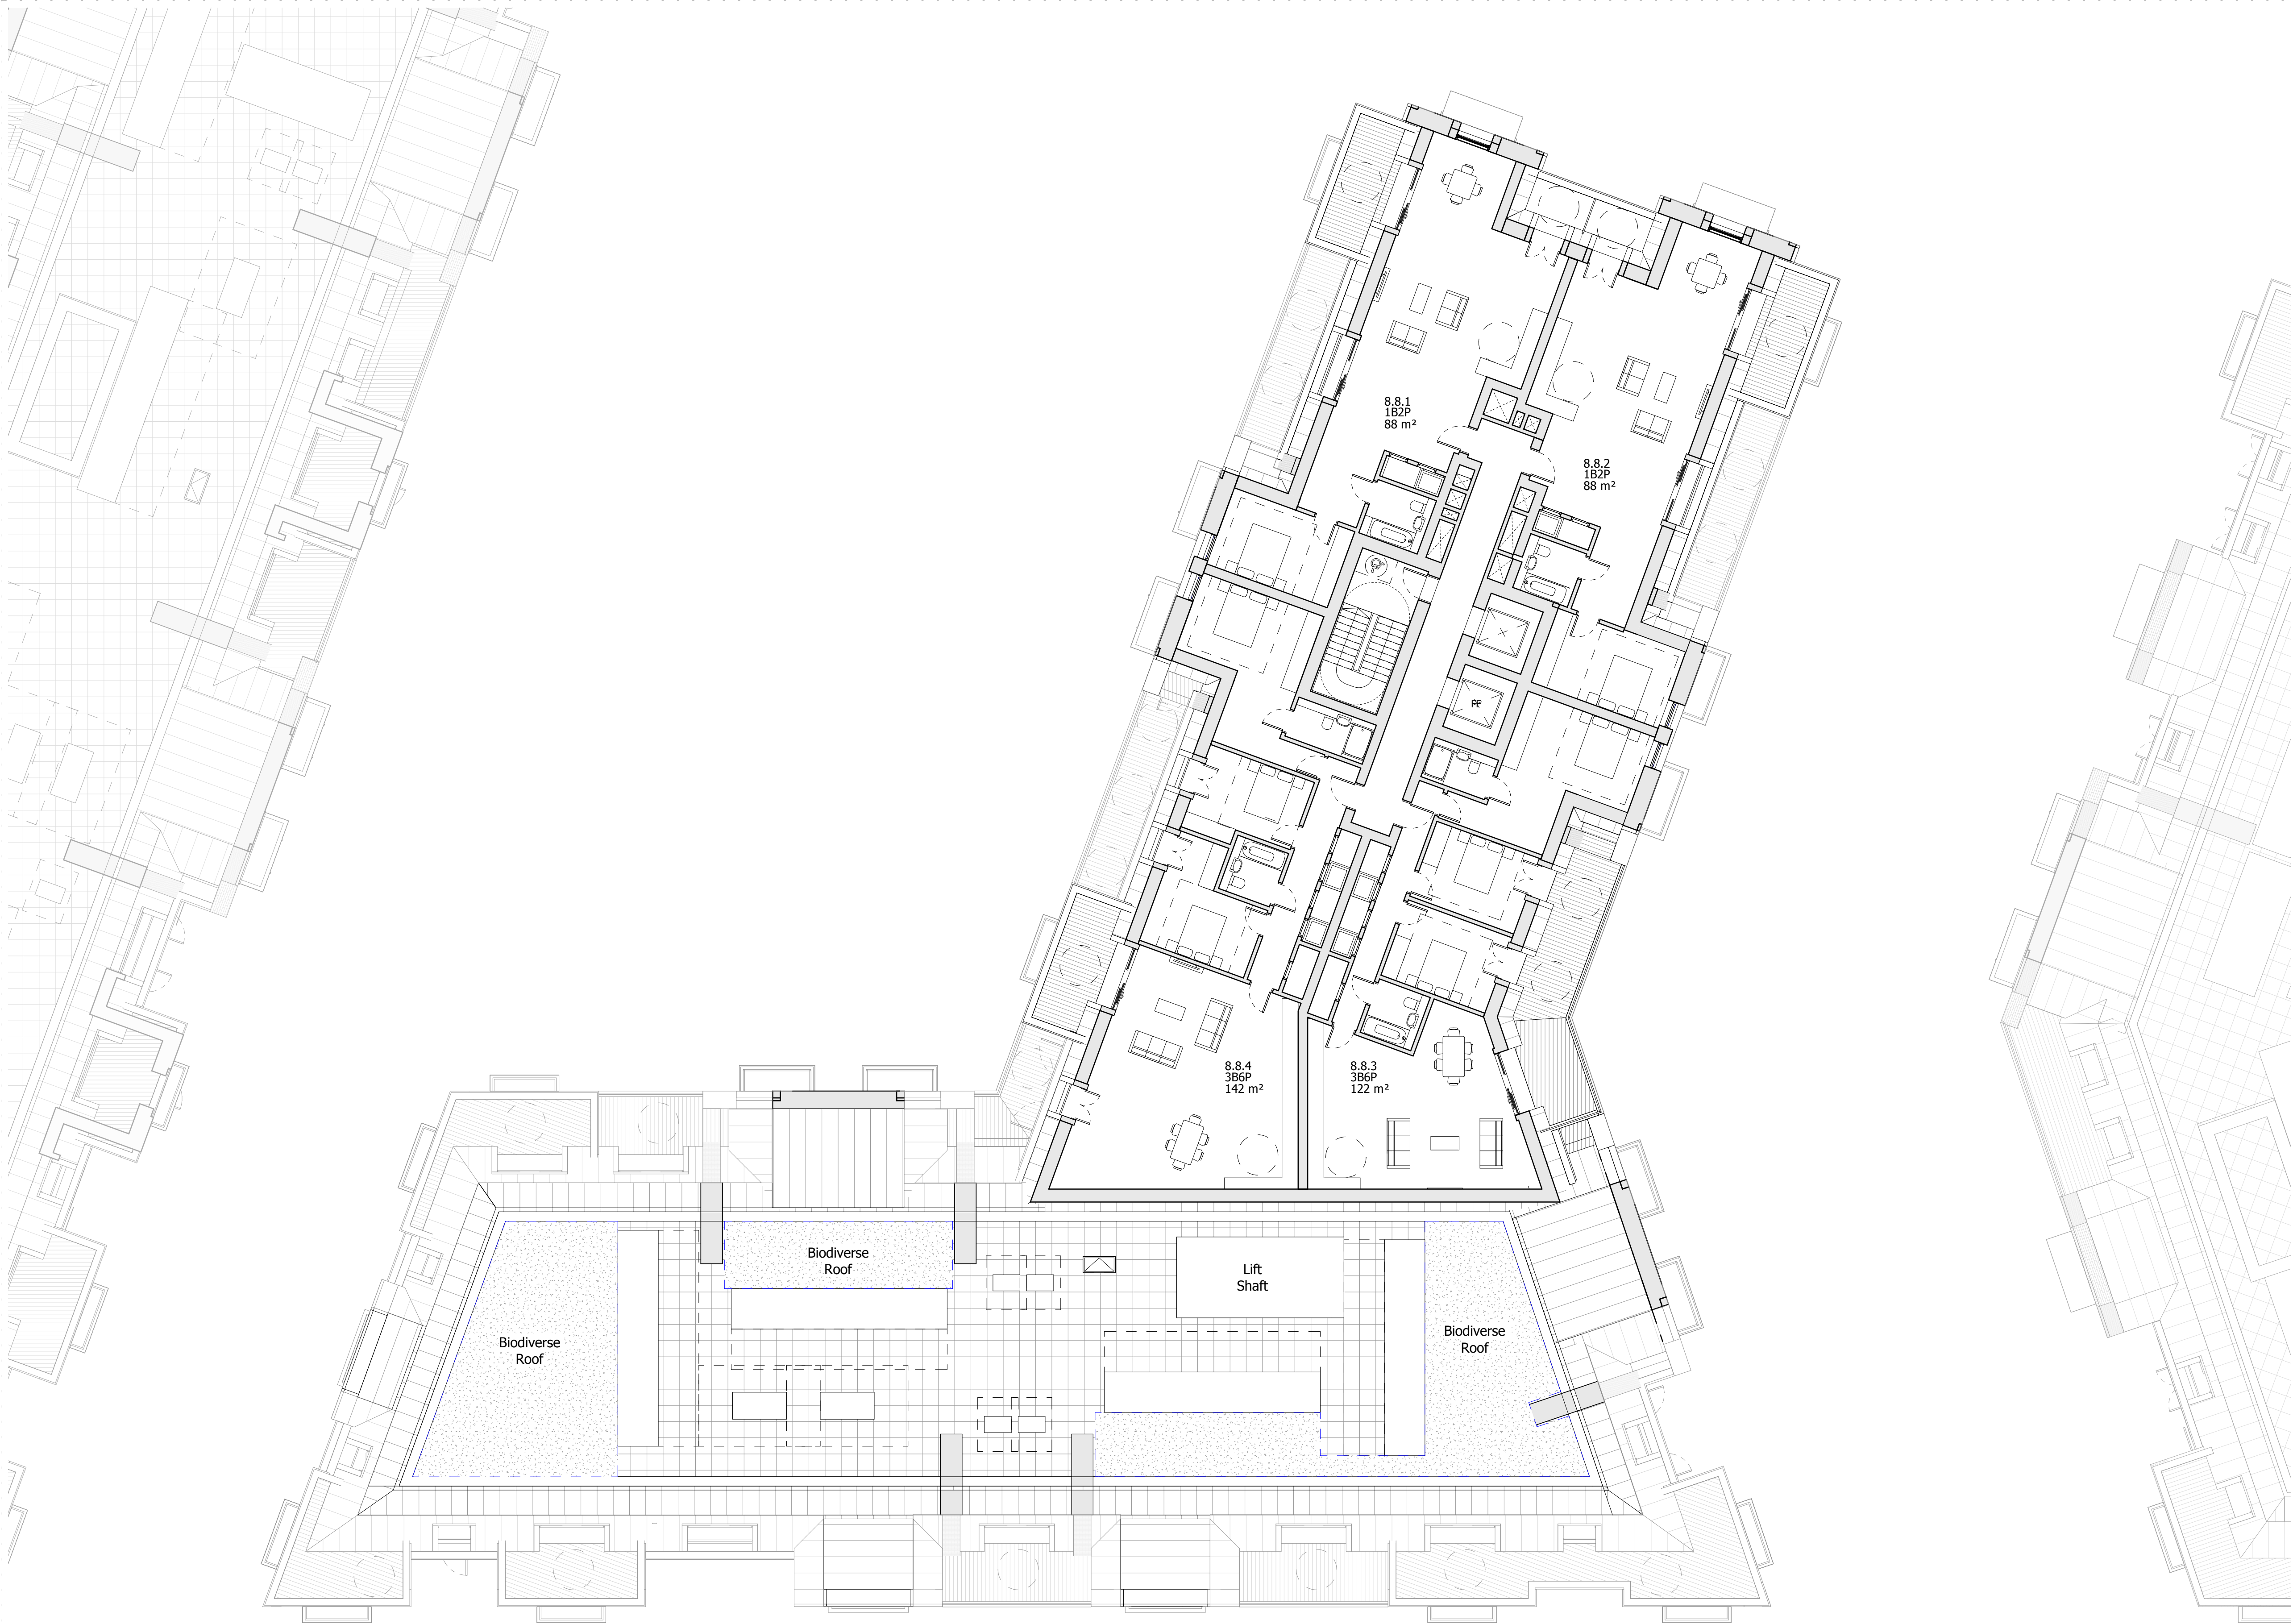 8.8.1
1B2P
88 m²
8.8.2
1B2P
88 m²
8.8.4
3B6P
142 m²
8.8.3
3B6P
122 m²
Biodiverse
Roof
Lift
Shaft
Biodiverse
Roof
Biodiverse
Roof